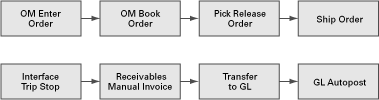 OM Enter
Order
OM Book
Order
Pick Release
Order
Ship Order
Interface
Trip Stop
Receivables
Manual Invoice
Transfer
to GL
GL Autopost